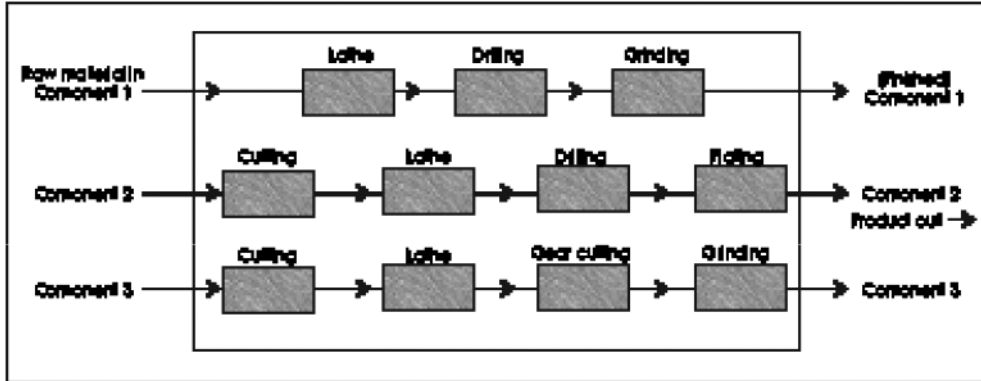 Lathe Drilling Grinding
Raw material in
Component 1
(Finished)
Component 1
Cutting Lathe Drilling Plating
Component 2
Component 2
Product out
Cutting Lathe Gear cutting Grinding
Component 3
Component 3